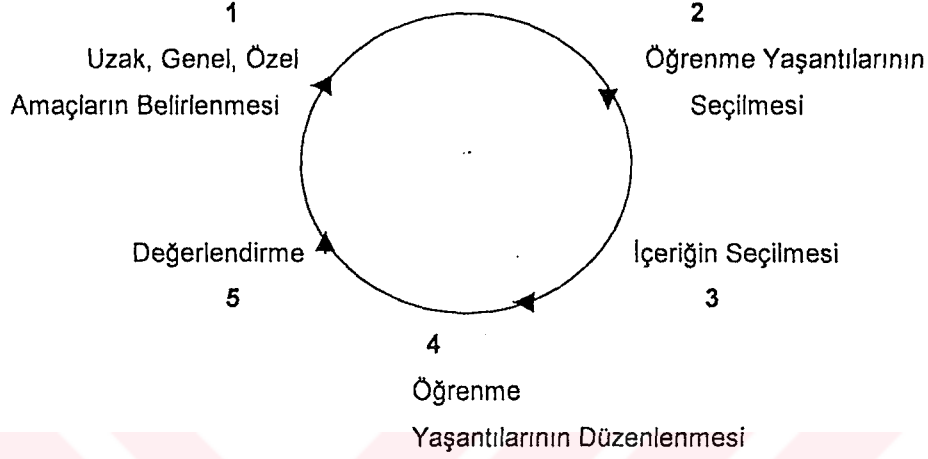 1
Uzak, Genel, Özel
Amaçların Belirlenmesi
2
Öğrenme Yaşantılarının
Seçilmesi
İçeriğin Seçilmesi
3
4
Öğrenme
Yaşantılarının Düzenlenmesi
Değerlendirme
5